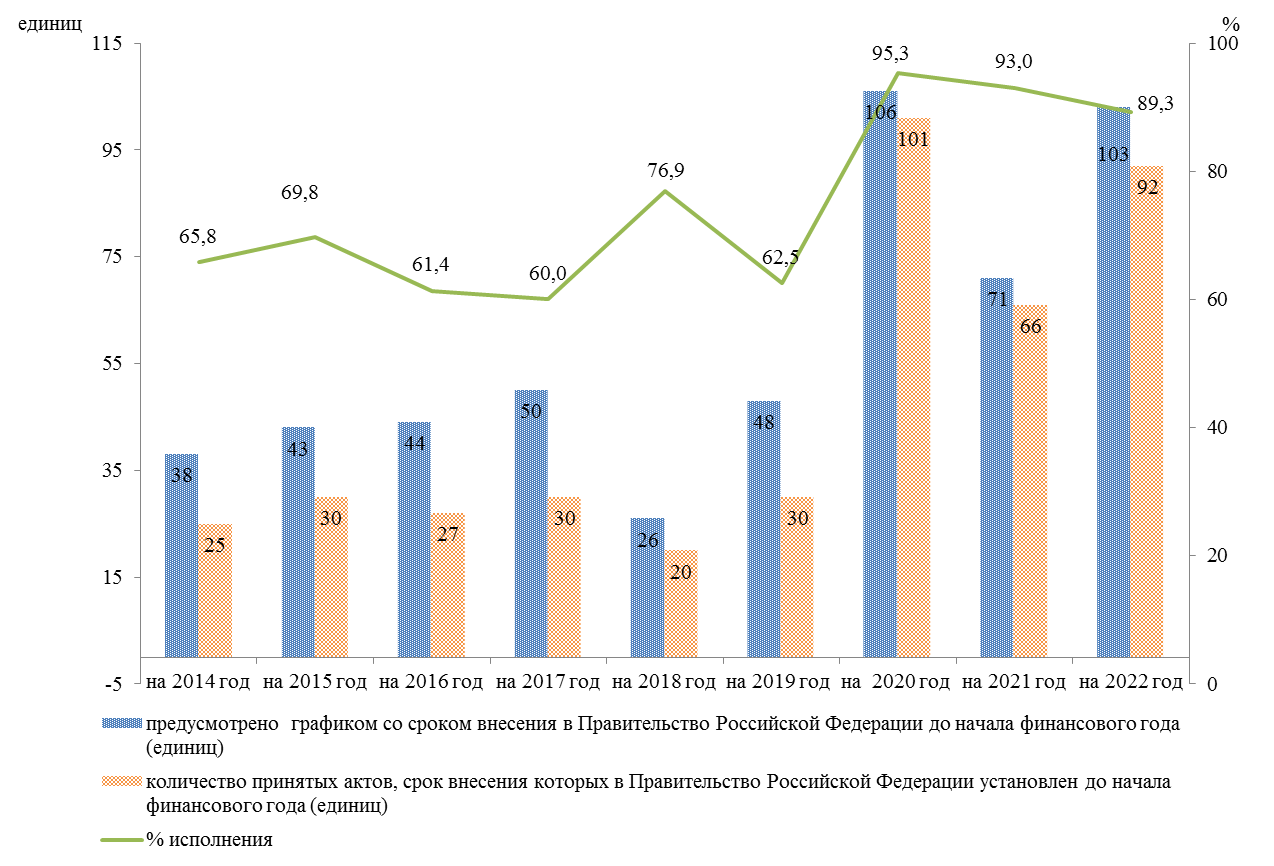 единиц
%
115
95
75
55
35
15
-5
100
80
60
40
20
0
65,8
69,8
61,4
60,0
76,9
62,5
95,3
93,0
89,3
38
25
43
30
44
27
50
30
26
20
48
30
106
101
71
66
103
92
на 2014 год
на 2015 год
на 2016 год
на 2017 год
на 2018 год
на 2019 год
на 2020 год
на 2021 год
на 2022 год
предусмотрено графиком со сроком внесения в Правительство Российской Федерации до начала финансового года
(единиц)
количество принятых актов, срок внесения которых в Правительство Российской Федерации установлен до начала
финансового года (единиц)
% исполнения